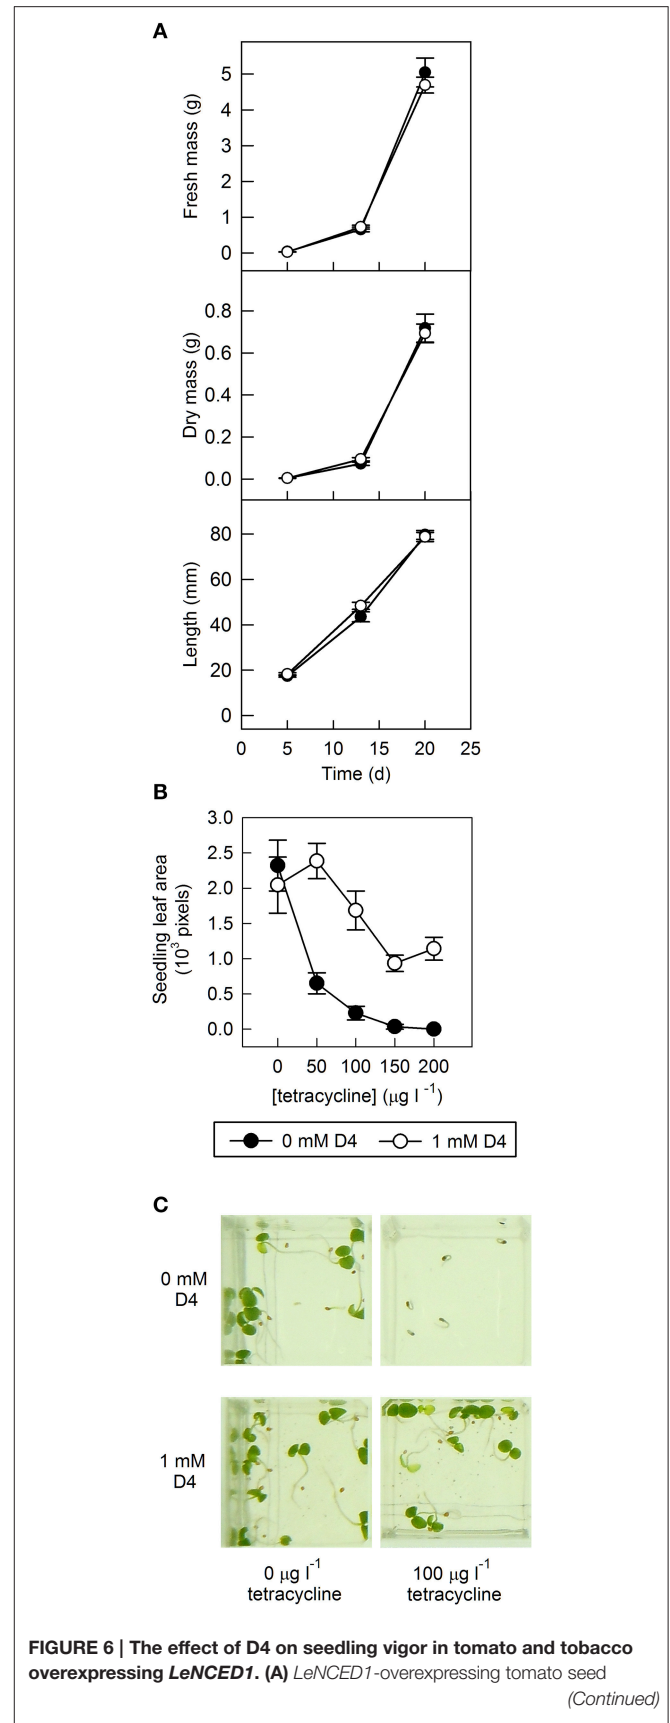 A
5
4
3
2
1
0
Fresh mass (g)
0.8
0.6
0.4
0.2
0.0
Dry mass (g)
80
60
40
20
0
Length (mm)
0 5 10 15 20 25
Time (d)
B
3.0
2.5
2.0
1.5
1.0
0.5
0.0
Seedling leaf area
(10³ pixels)
0 50 100 150 200
[tetracycline] (μg l⁻¹)
0 mM D4 1 mM D4
C
0 mM
D4
1 mM
D4
0 μg l⁻¹ 100 μg l⁻¹
tetracycline tetracycline
FIGURE 6 | The effect of D4 on seedling vigor in tomato and tobacco
overexpressing LeNCED1. (A) LeNCED1-overexpressing tomato seed
(Continued)